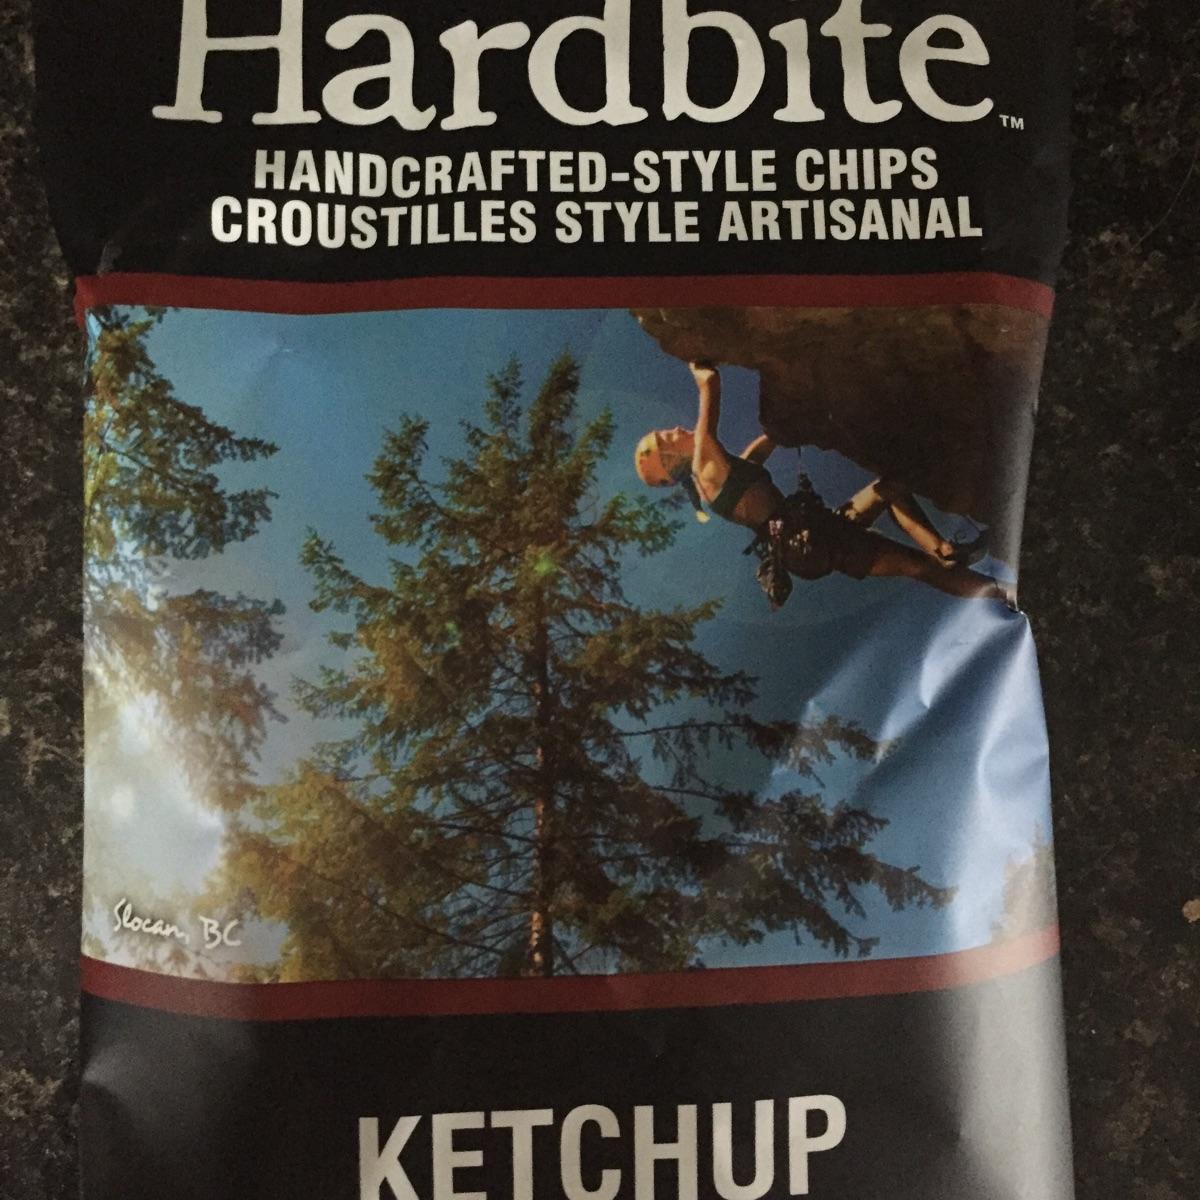 Hardbite™
HANDCRAFTED-STYLE CHIPS
CROUSTILLES STYLE ARTISANAL
Slocan, BC
KETCHUP